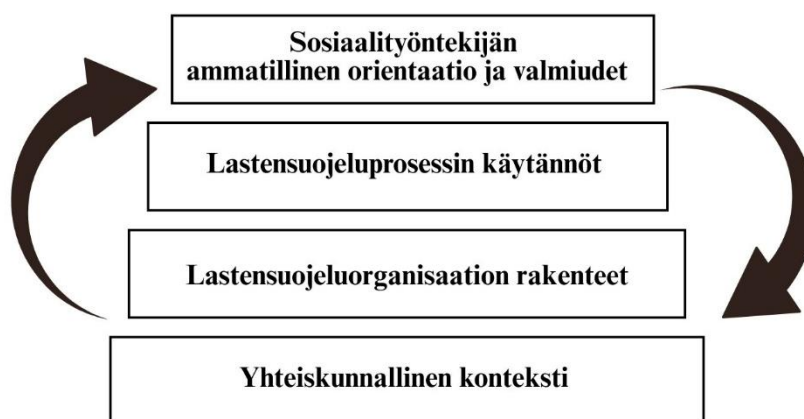 Sosiaalityöntekijän
ammatillinen orientaatio ja valmiudet
Lastensuojeluprosessin käytännöt
Lastensuojeluorganisaation rakenteet
Yhteiskunnallinen konteksti